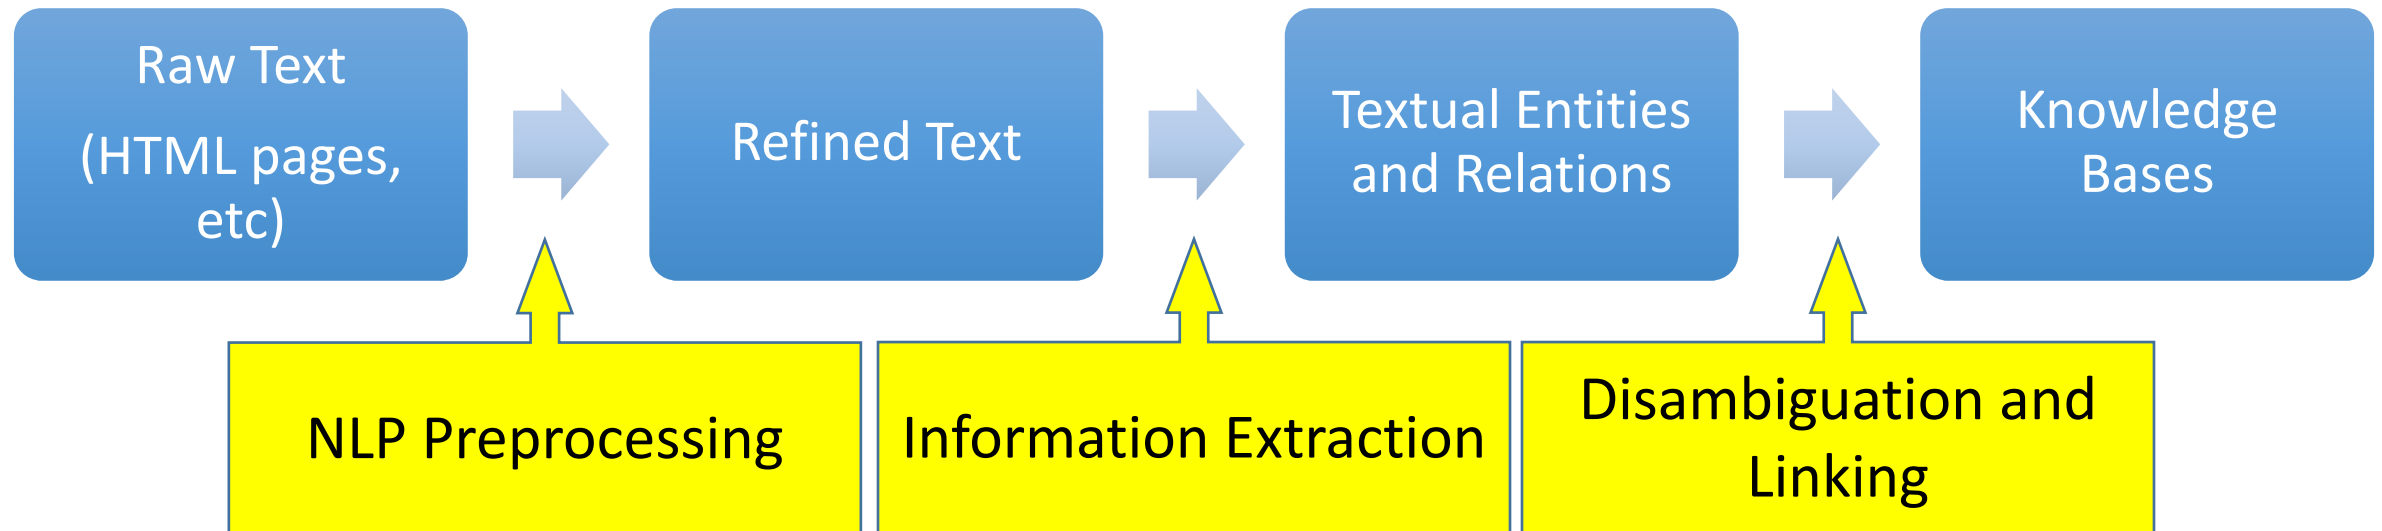 Raw Text
(HTML pages,
etc)
Refined Text
Textual Entities
and Relations
Knowledge
Bases
NLP Preprocessing
Information Extraction
Disambiguation and
Linking